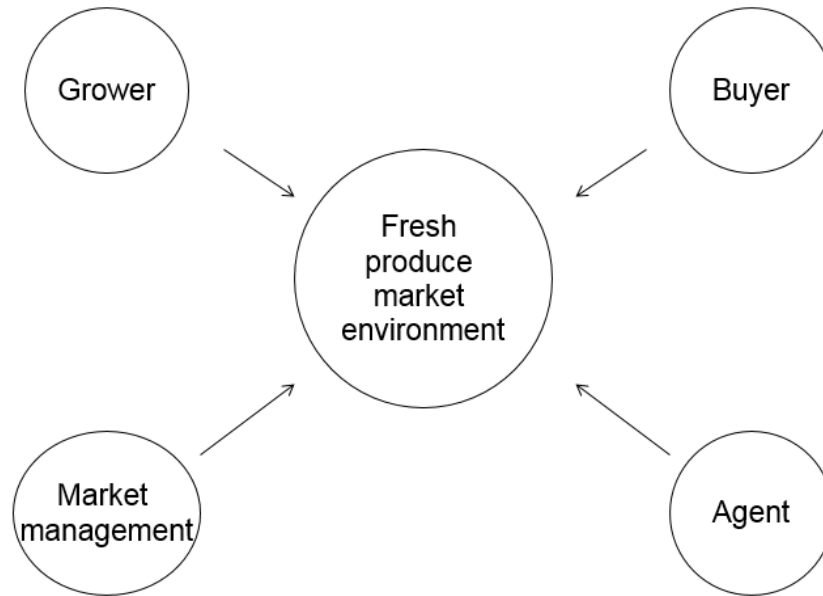 Grower
Buyer
Fresh
produce
market
environment
Market
management
Agent